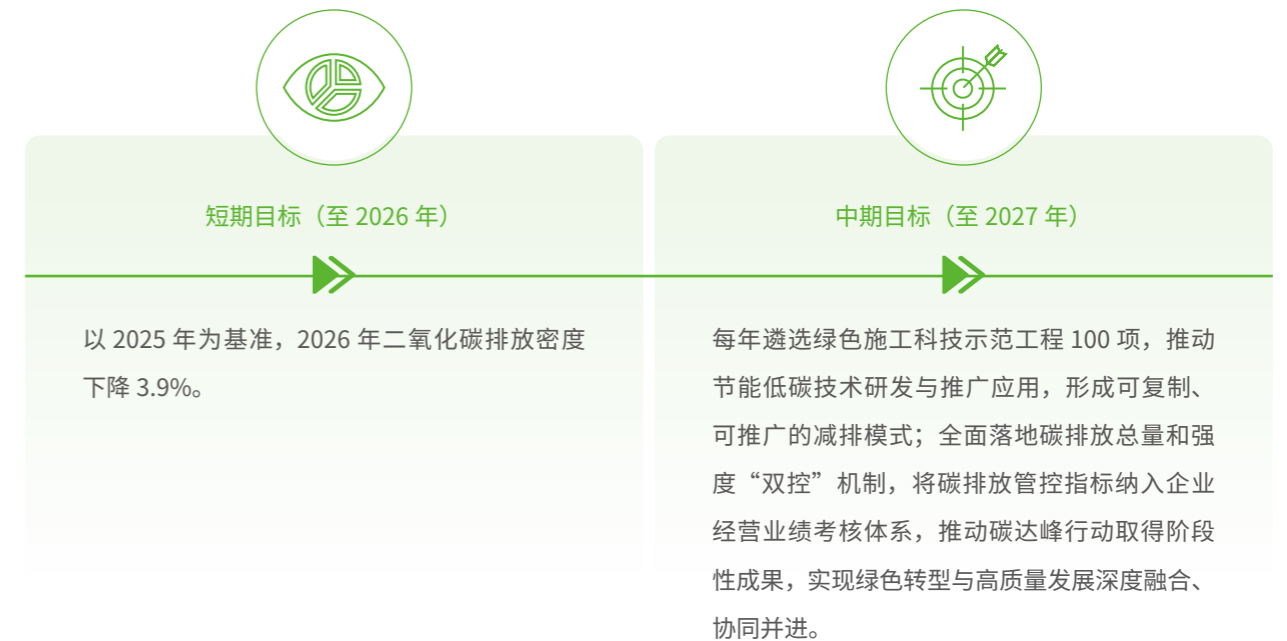 短期目标（至 2026 年）
以 2025 年为基准，2026 年二氧化碳排放密度
下降 3.9%。
中期目标（至 2027 年）
每年遴选绿色施工科技示范工程 100 项，推动
节能低碳技术研发与推广应用，形成可复制、
可推广的减排模式；全面落地碳排放总量和强
度“双控”机制，将碳排放管控指标纳入企业
经营业绩考核体系，推动碳达峰行动取得阶段
性成果，实现绿色转型与高质量发展深度融合、
协同并进。